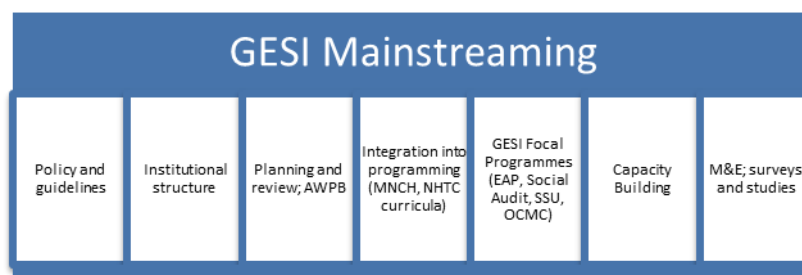 GESI Mainstreaming
Policy and
guidelines
Institutional
structure
Planning and
review; AWPB
Integration into
programming
(MNCH, NHTC
curricula)
GESI Focal
Programmes
(EAP, Social
Audit, SSU,
OCMC)
Capacity
Building
M&E; surveys
and studies